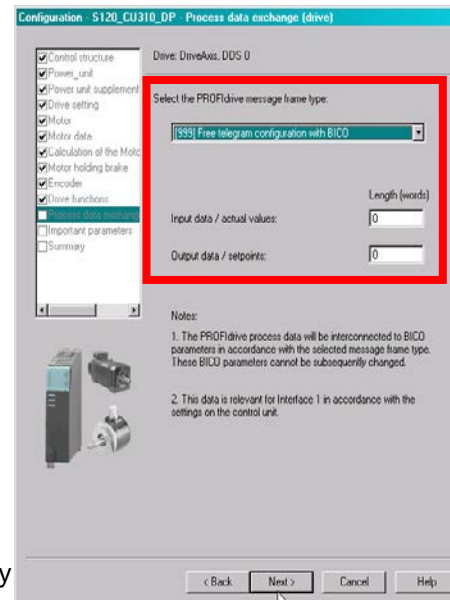 Configuration - S120_CU310_DP - Process data exchange (drive)
Control structure
Power_unit
Power unit supplement
Drive setting
Motor
Motor data
Calculation of the Motc
Motor holding brake
Encoder
Drive functions
Process data exchang
Important parameters
Summary
Drive: DriveAxis, DDS 0
Select the PROFIdrive message frame type:
[999] Free telegram configuration with BICO
Length (words)
Input data / actual values:
0
Output data / setpoints:
0
Notes:
1. The PROFIdrive process data will be interconnected to BICO
parameters in accordance with the selected message frame type.
These BICO parameters cannot be subsequently changed.
2. This data is relevant for Interface 1 in accordance with the
settings on the control unit.
y
< Back
Next >
Cancel
Help